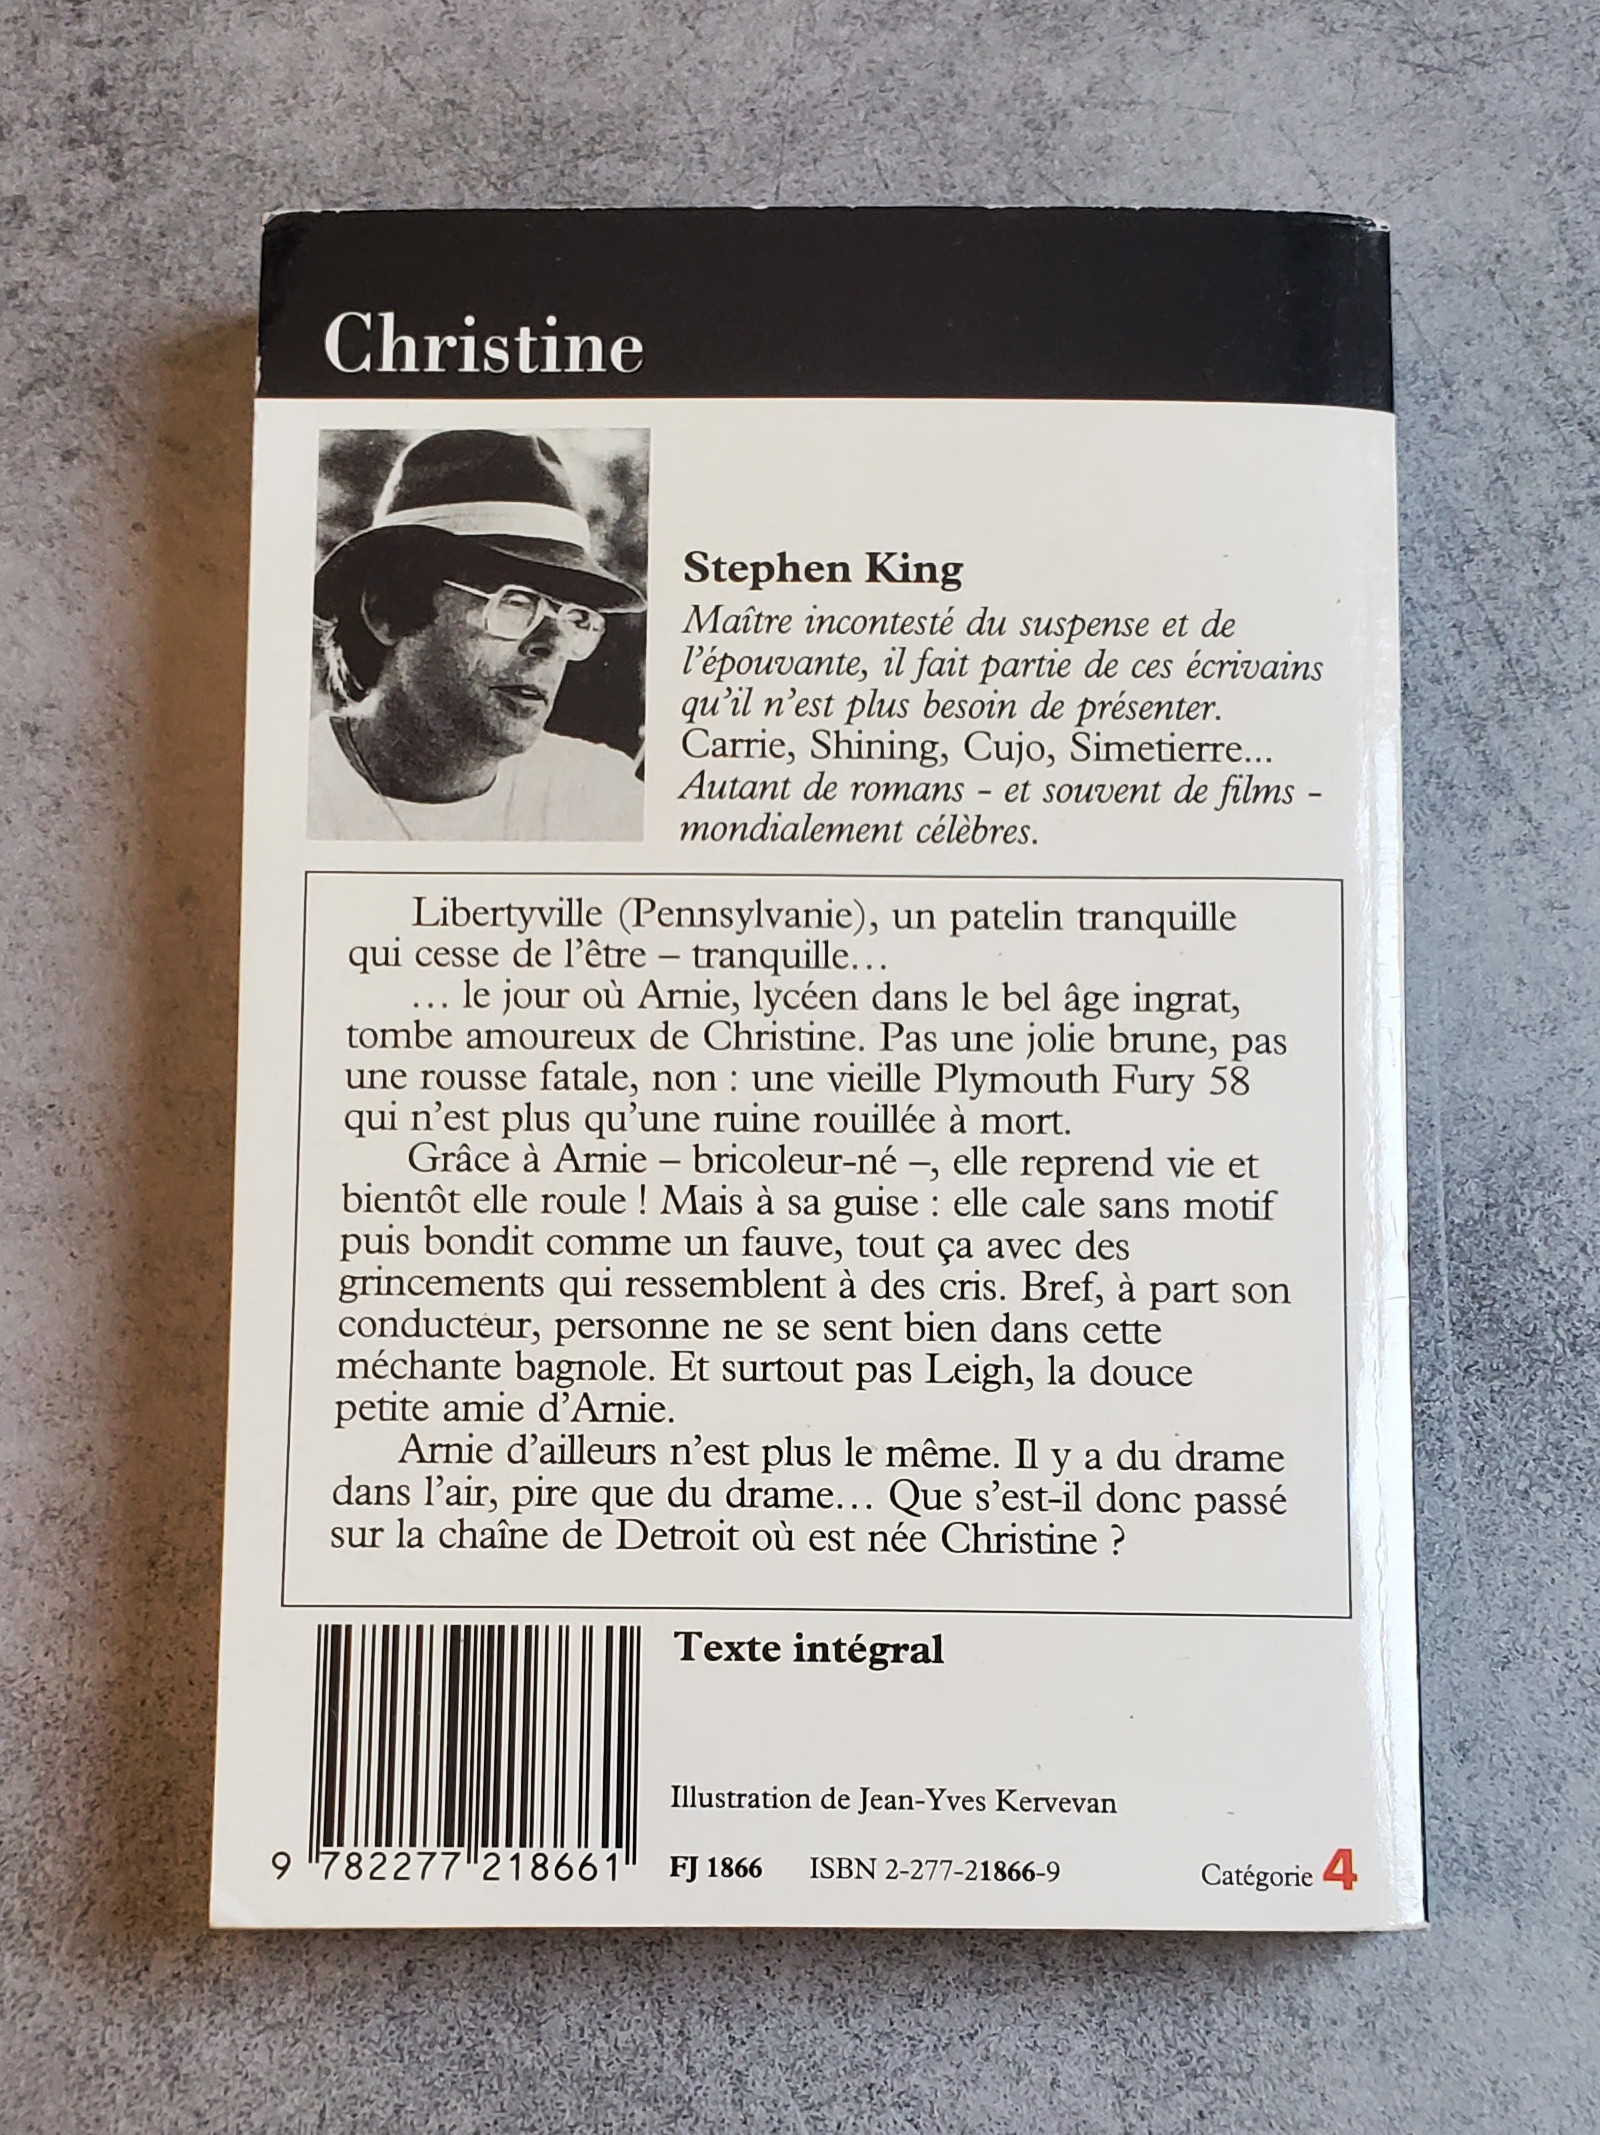 Christine
Stephen King
Maître incontesté du suspense et de
l'épouvante, il fait partie de ces écrivains
qu'il n'est plus besoin de présenter.
Carrie, Shining, Cujo, Simetierre...
Autant de romans - et souvent de films -
mondialement célèbres.
Libertyville (Pennsylvanie), un patelin tranquille
qui cesse de l'être – tranquille...
... le jour où Arnie, lycéen dans le bel âge ingrat,
tombe amoureux de Christine. Pas une jolie brune, pas
une rousse fatale, non : une vieille Plymouth Fury 58
qui n'est plus qu'une ruine rouillée à mort.
Grâce à Arnie – bricoleur-né –, elle reprend vie et
bientôt elle roule ! Mais à sa guise : elle cale sans motif
puis bondit comme un fauve, tout ça avec des
grincements qui ressemblent à des cris. Bref, à part son
conducteur, personne ne se sent bien dans cette
méchante bagnole. Et surtout pas Leigh, la douce
petite amie d'Arnie.
Arnie d'ailleurs n'est plus le même. Il y a du drame
dans l'air, pire que du drame... Que s'est-il donc passé
sur la chaîne de Detroit où est née Christine ?
Texte intégral
Illustration de Jean-Yves Kervevan
9 782277 218661
FJ 1866 ISBN 2-277-21866-9
Catégorie 4